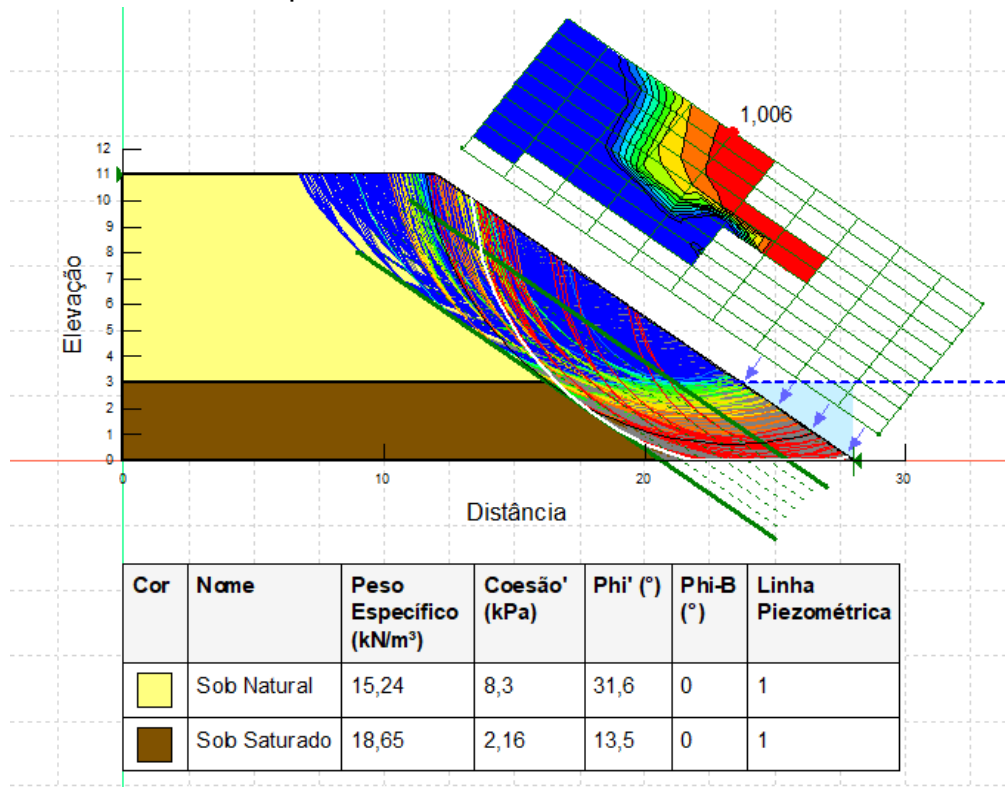 1,006
12
11
10
9
8
7
6
5
4
3
2
1
0
Elevação
0 10 20 30
Distância
Cor Nome Peso Específico (kN/m³) Coesão' (kPa) Phi' (°) Phi-B (°) Linha Piezométrica
Solo Natural 15,24 8,3 31,6 0 1
Solo Saturado 18,65 2,16 13,5 0 1